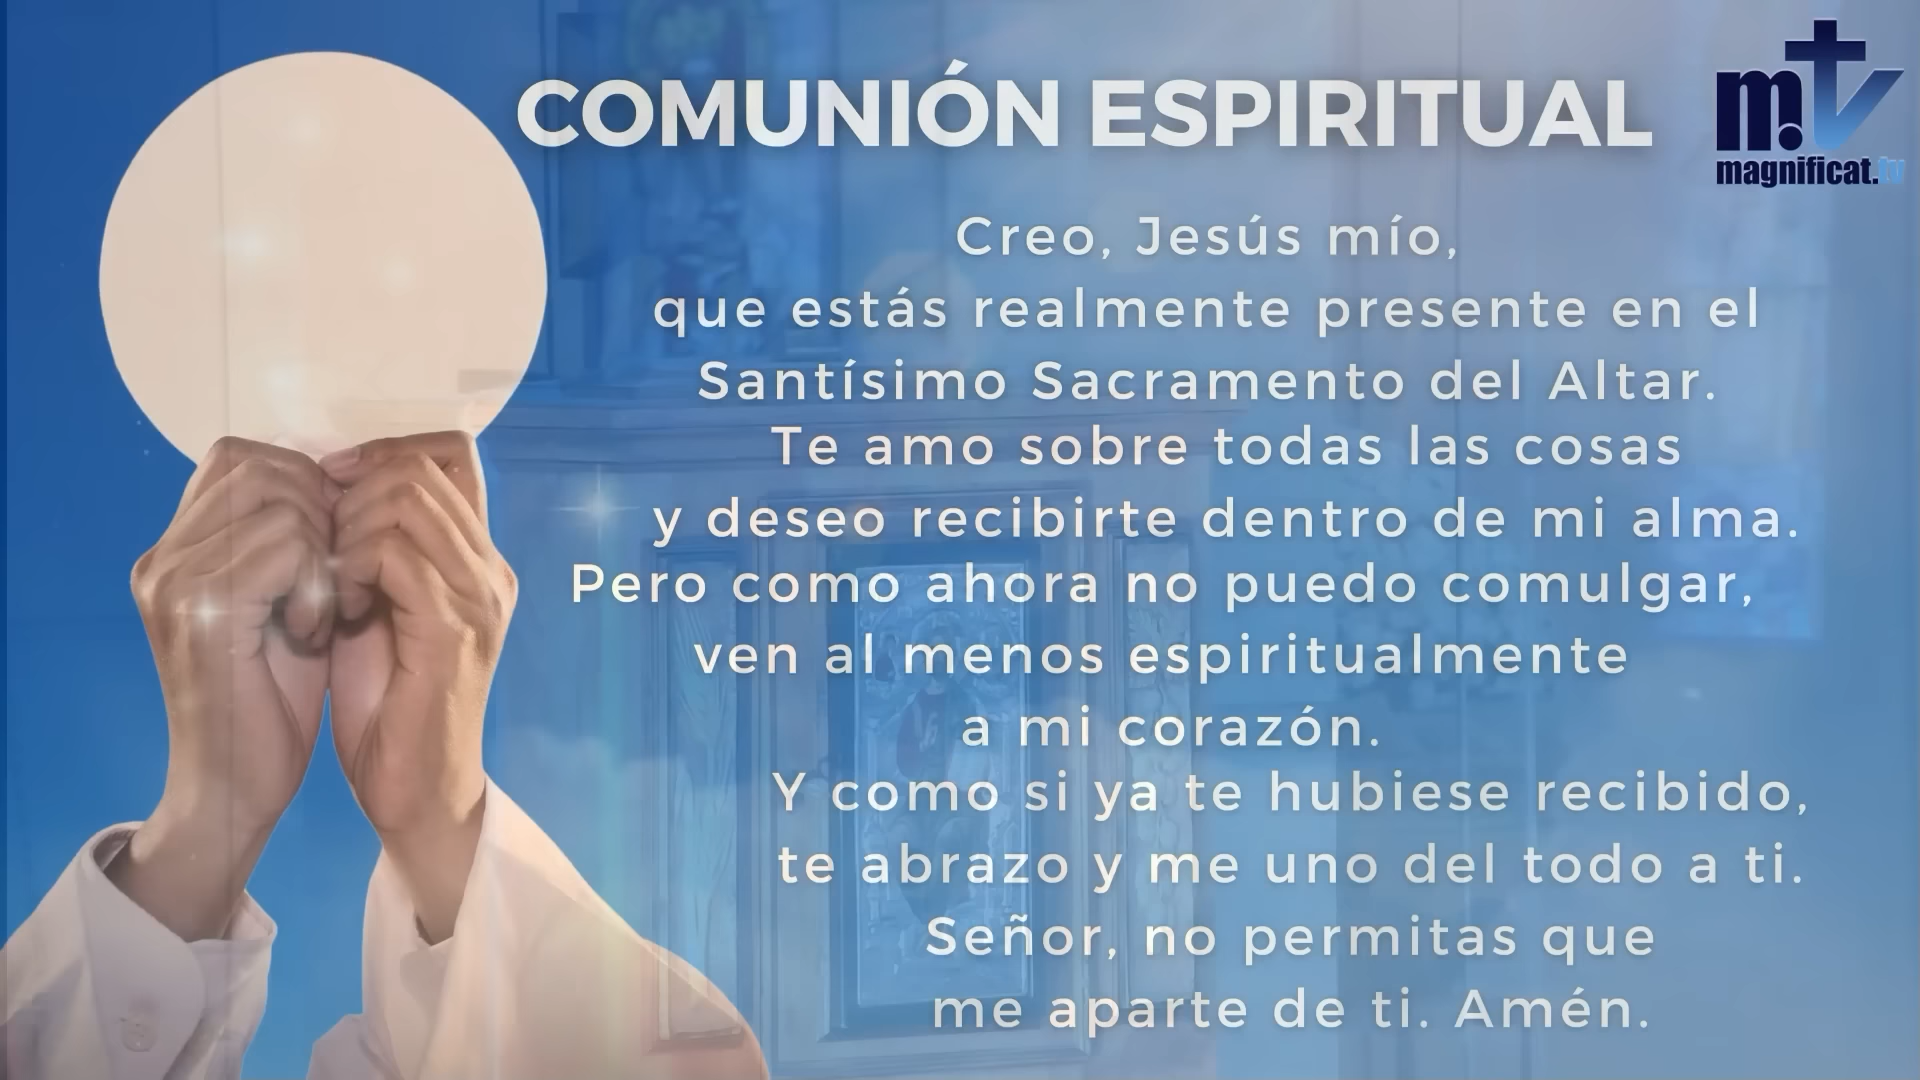 COMUNIÓN ESPIRITUAL
mtv
magnificat.tv
Creo, Jesús mío,
que estás realmente presente en el
Santísimo Sacramento del Altar.
Te amo sobre todas las cosas
y deseo recibirte dentro de mi alma.
Pero como ahora no puedo comulgar,
ven al menos espiritualmente
a mi corazón.
Y como si ya te hubiese recibido,
te abrazo y me uno del todo a ti.
Señor, no permitas que
me aparte de ti. Amén.